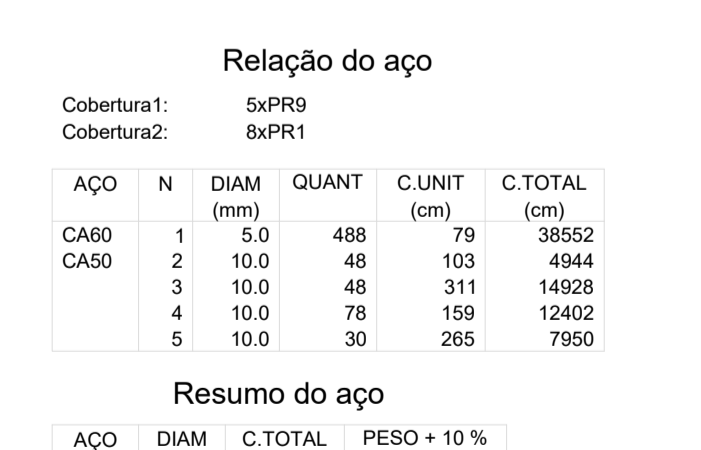 Relação do aço
Cobertura1: 5xPR9
Cobertura2: 8xPR1
AÇO N DIAM QUANT C.UNIT C.TOTAL
(mm) (cm) (cm)
CA60 1 5.0 488 79 38552
CA50 2 10.0 48 103 4944
3 10.0 48 311 14928
4 10.0 78 159 12402
5 10.0 30 265 7950
Resumo do aço
AÇO DIAM C.TOTAL PESO + 10 %